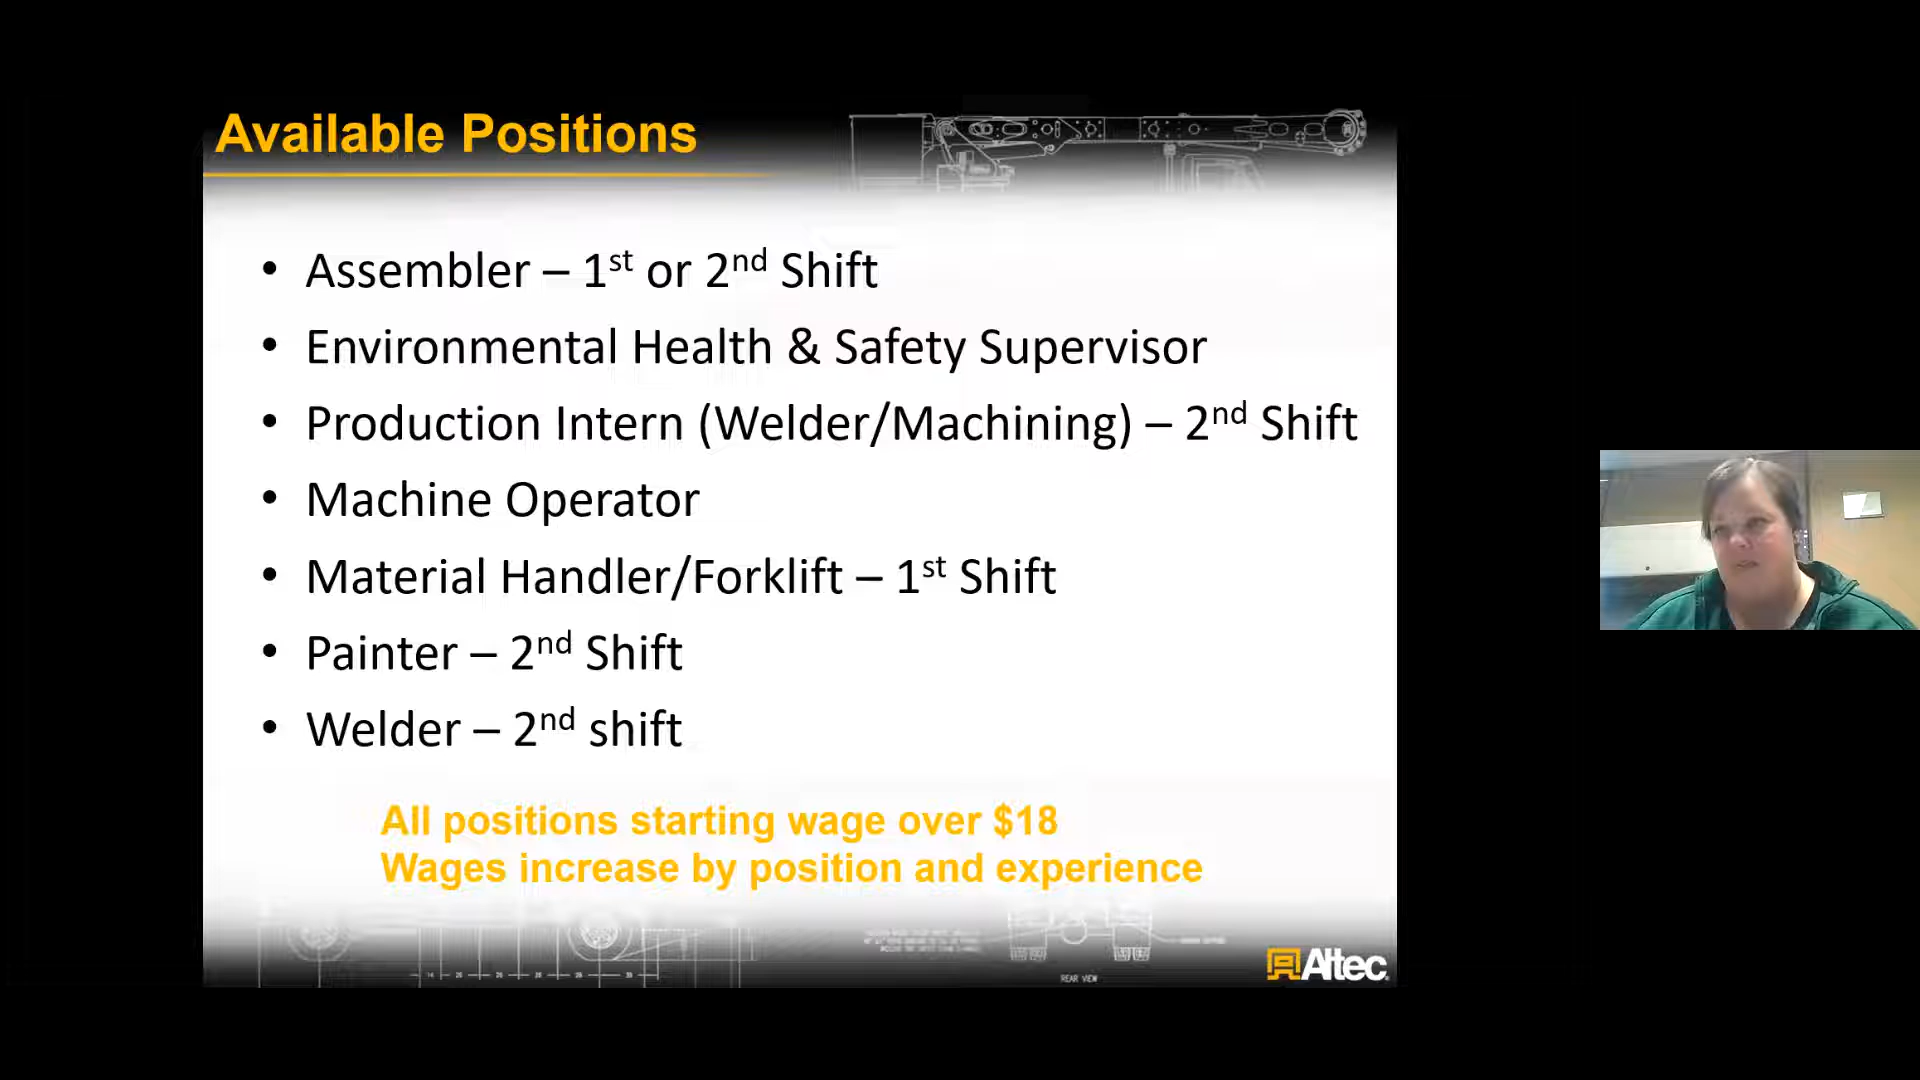 Available Positions
• Assembler – 1st or 2nd Shift
• Environmental Health & Safety Supervisor
• Production Intern (Welder/Machining) – 2nd Shift
• Machine Operator
• Material Handler/Forklift – 1st Shift
• Painter – 2nd Shift
• Welder – 2nd shift
All positions starting wage over $18
Wages increase by position and experience
REAR VIEW
Altec